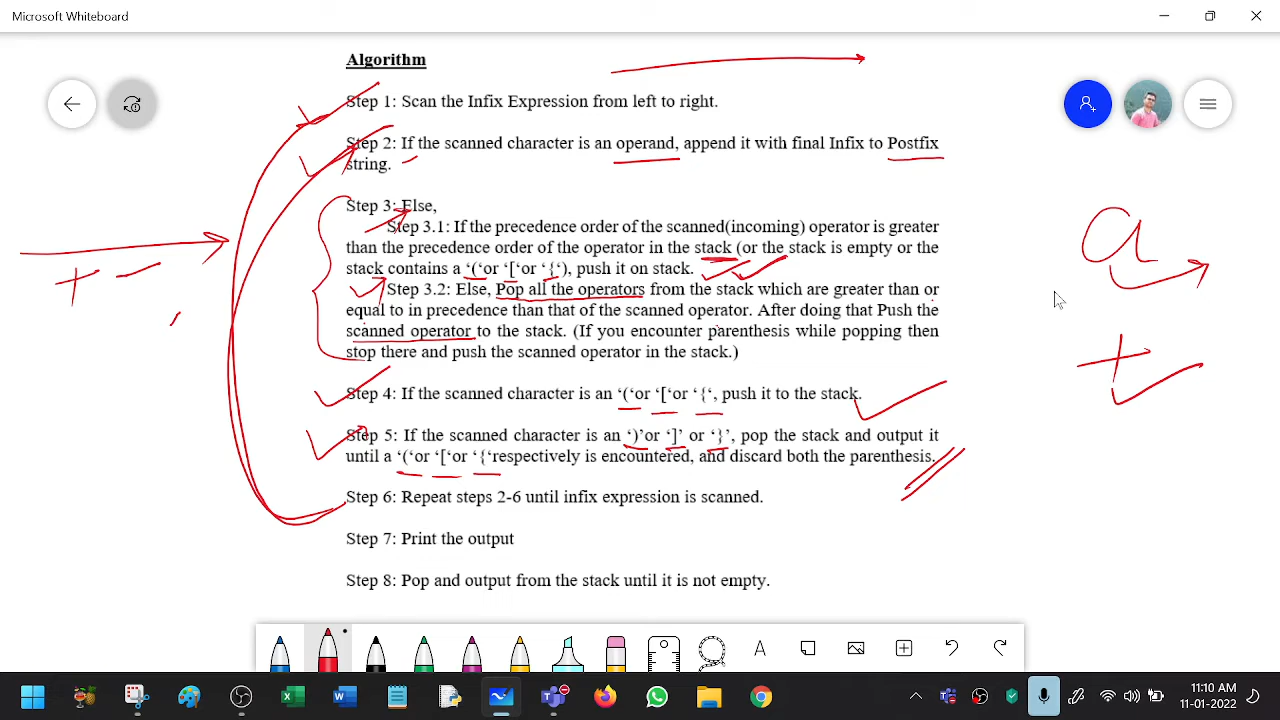 Microsoft Whiteboard
Algorithm
Step 1: Scan the Infix Expression from left to right.
Step 2: If the scanned character is an operand, append it with final Infix to Postfix
string.
Step 3: Else,
Step 3.1: If the precedence order of the scanned(incoming) operator is greater
than the precedence order of the operator in the stack (or the stack is empty or the
stack contains a ‘(‘or ‘[‘or ‘{‘), push it on stack.
Step 3.2: Else, Pop all the operators from the stack which are greater than or
equal to in precedence than that of the scanned operator. After doing that Push the
scanned operator to the stack. (If you encounter parenthesis while popping then
stop there and push the scanned operator in the stack.)
Step 4: If the scanned character is an ‘(‘or ‘[‘or ‘{‘, push it to the stack.
Step 5: If the scanned character is an ‘)’or ‘]’ or ‘}’, pop the stack and output it
until a ‘(‘or ‘[‘or ‘{‘respectively is encountered, and discard both the parenthesis.
Step 6: Repeat steps 2-6 until infix expression is scanned.
Step 7: Print the output
Step 8: Pop and output from the stack until it is not empty.
+ −
a
+
A
11:10 AM
11-01-2022